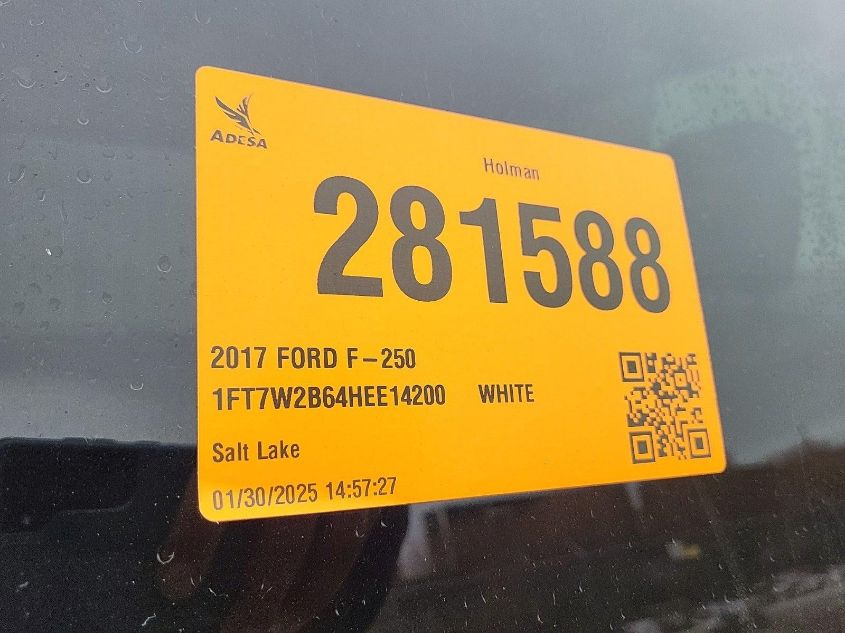 ADESA
Holman
281588
2017 FORD F-250
1FT7W2B64HEE14200 WHITE
Salt Lake
01/30/2025 14:57:27